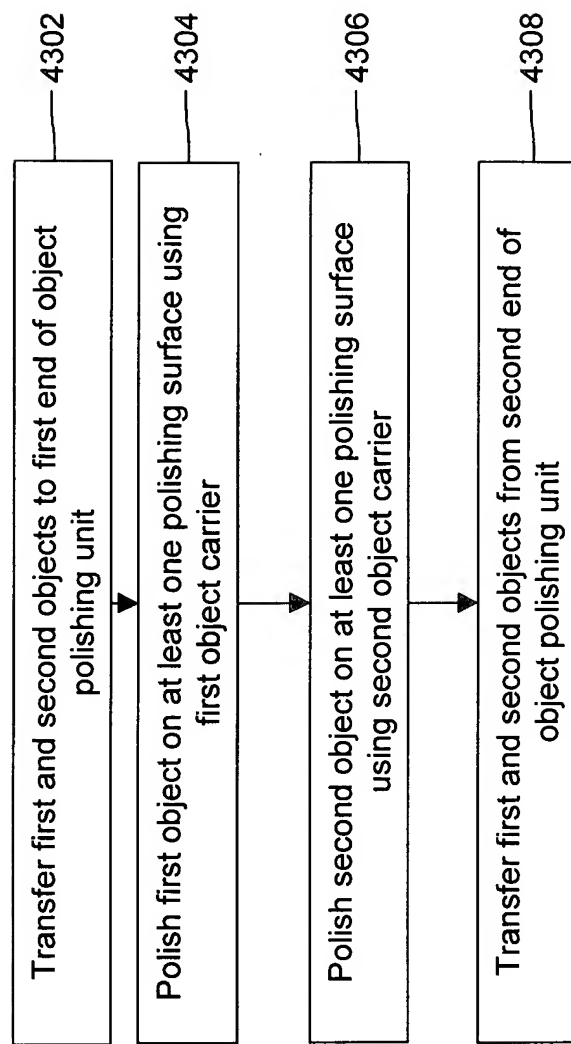 Transfer first and second objects to first end of object
polishing unit
4302
Polish first object on at least one polishing surface using
first object carrier
4304
Polish second object on at least one polishing surface
using second object carrier
4306
Transfer first and second objects from second end of
object polishing unit
4308